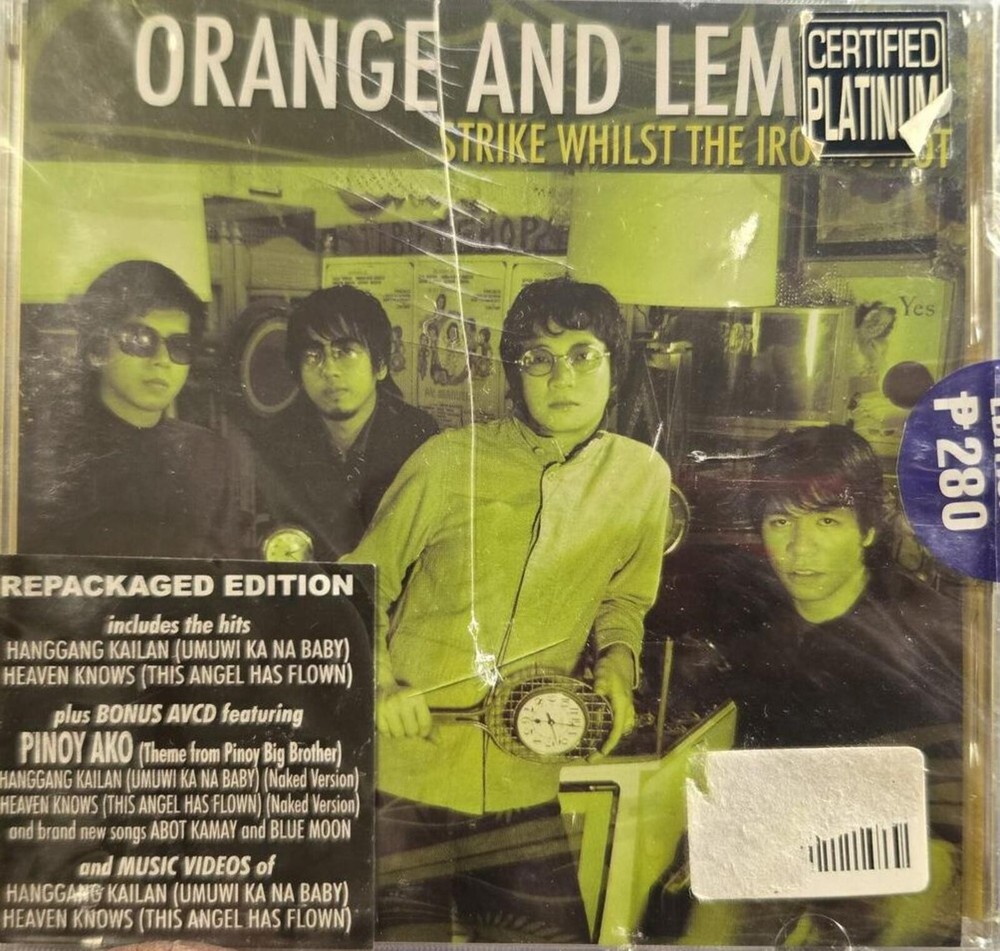 ORANGE AND LEM
CERTIFIED
PLATINUM
STRIKE WHILST THE IRO HOT
Yes
₱280
REPACKAGED EDITION
includes the hits
HANGGANG KAILAN (UMUWI KA NA BABY)
HEAVEN KNOWS (THIS ANGEL HAS FLOWN)
plus BONUS AVCD featuring
PINOY AKO (Theme from Pinoy Big Brother)
HANGGANG KAILAN (UMUWI KA NA BABY) (Naked Version)
HEAVEN KNOWS (THIS ANGEL HAS FLOWN) (Naked Version)
and brand new songs ABOT KAMAY and BLUE MOON
and MUSIC VIDEOS of
HANGGANG KAILAN (UMUWI KA NA BABY)
HEAVEN KNOWS (THIS ANGEL HAS FLOWN)